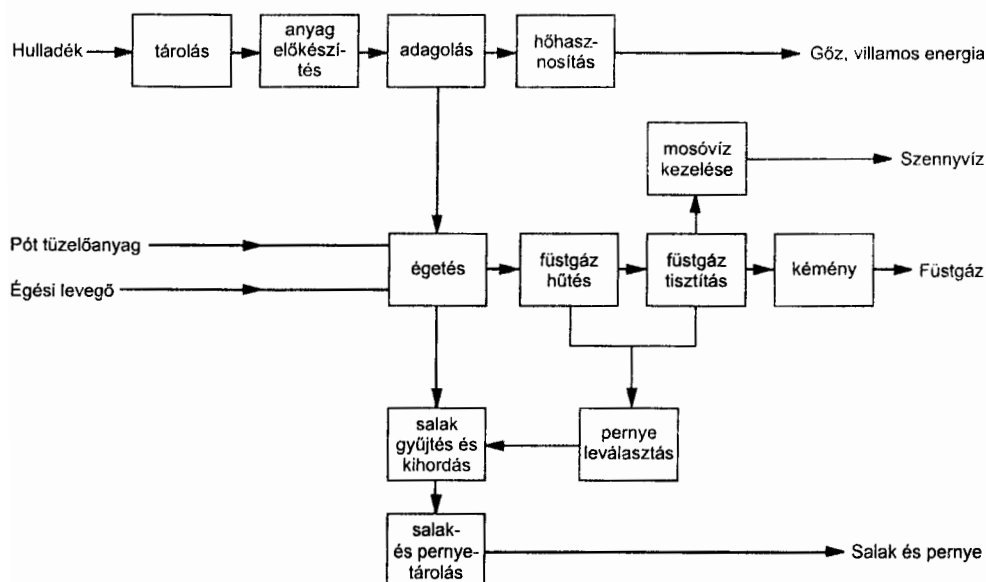 Hulladék
tárolás
anyag
előkészí-
tés
adagolás
hőhasz-
nosítás
Gőz, villamos energia
mosóvíz
kezelése
Szennyvíz
Pót tüzelőanyag
Égési levegő
égetés
füstgáz
hűtés
füstgáz
tisztítás
kémény
Füstgáz
salak
gyűjtés és
kihordás
pernye
leválasztás
salak-
és pernye-
tárolás
Salak és pernye